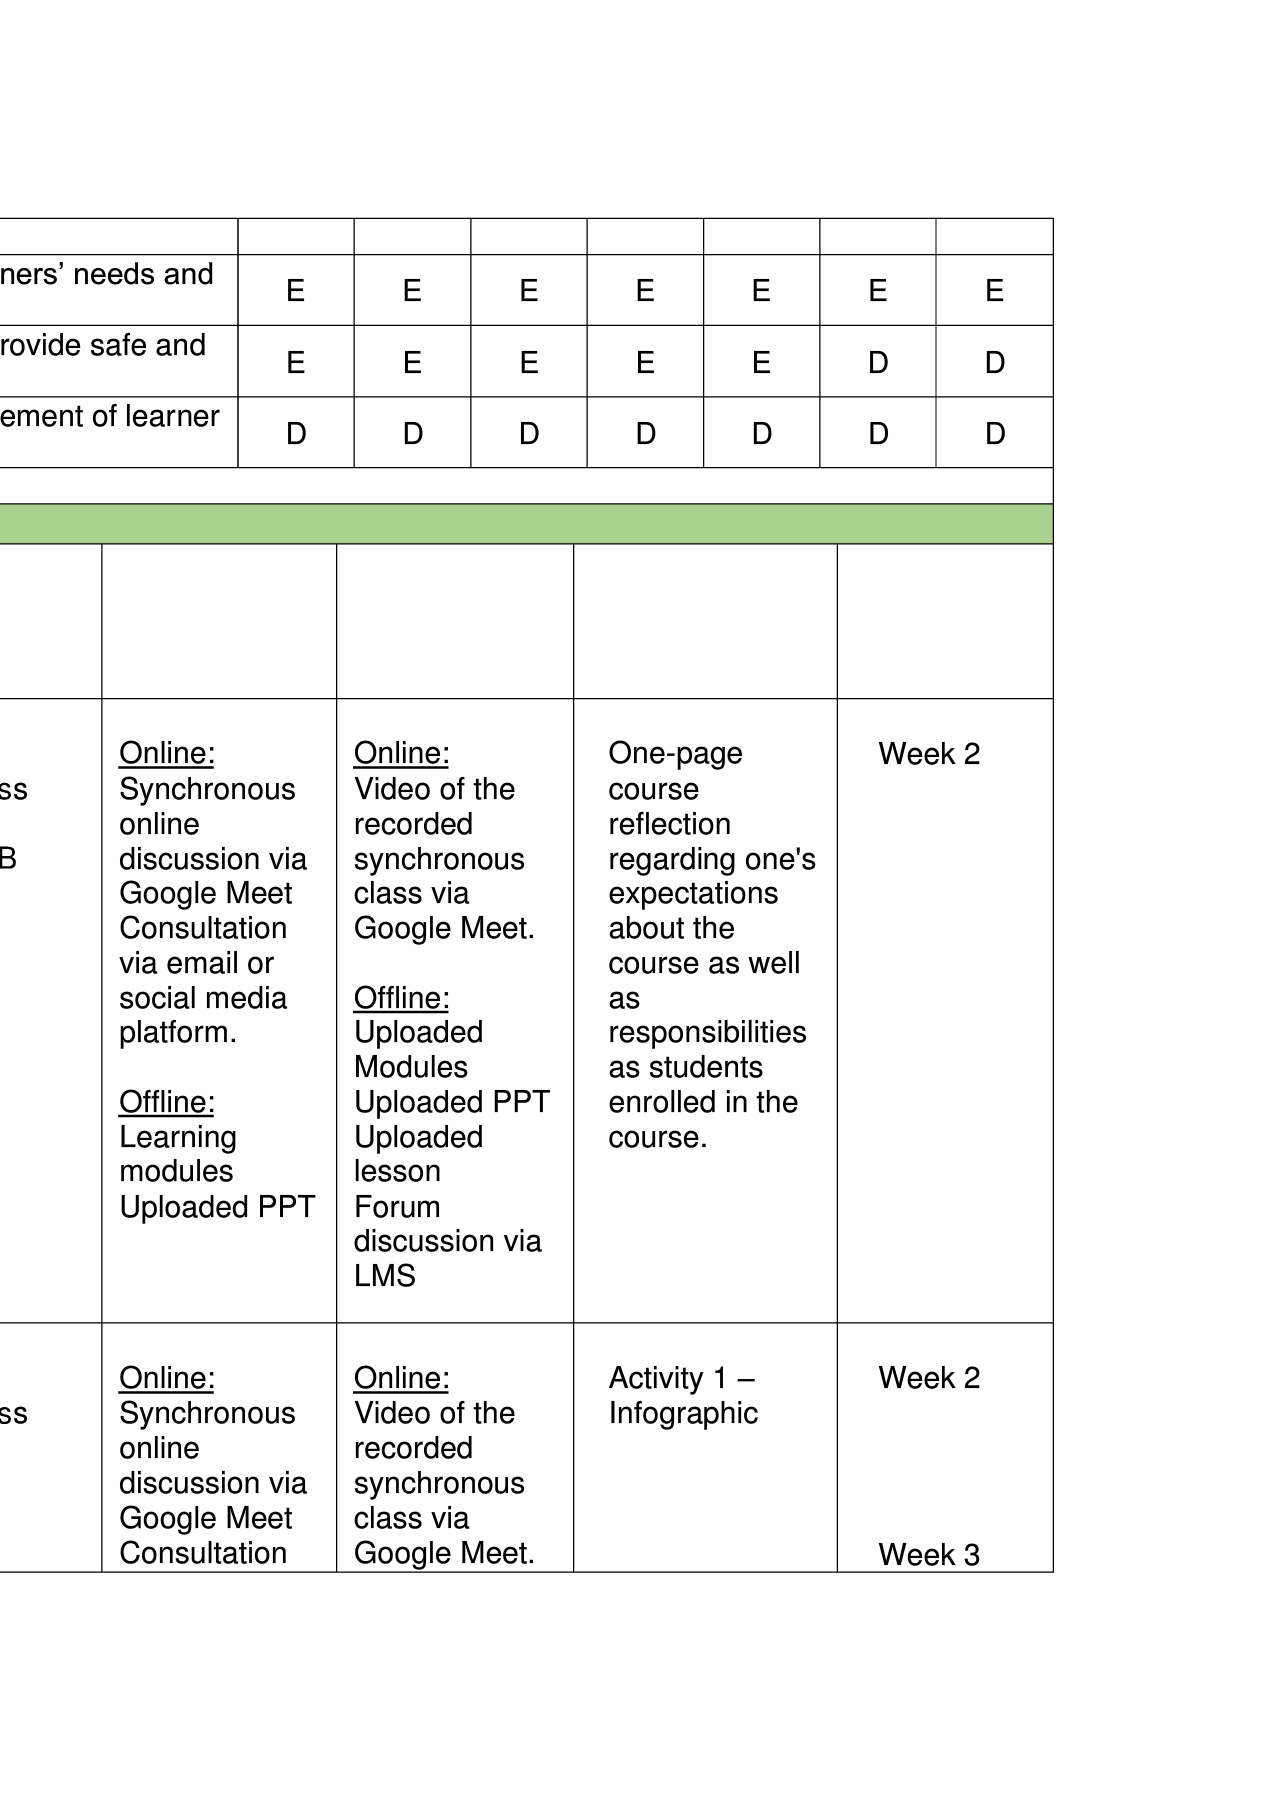 ners’ needs and
E E E E E E E
rovide safe and
E E E E E D D
ement of learner
D D D D D D D
ss
B
Online:
Synchronous
online
discussion via
Google Meet
Consultation
via email or
social media
platform.
Offline:
Learning
modules
Uploaded PPT
Online:
Video of the
recorded
synchronous
class via
Google Meet.
Offline:
Uploaded
Modules
Uploaded PPT
Uploaded
lesson
Forum
discussion via
LMS
One-page
course
reflection
regarding one's
expectations
about the
course as well
as
responsibilities
as students
enrolled in the
course.
Week 2
ss
Online:
Synchronous
online
discussion via
Google Meet
Consultation
Online:
Video of the
recorded
synchronous
class via
Google Meet.
Activity 1 –
Infographic
Week 2
Week 3